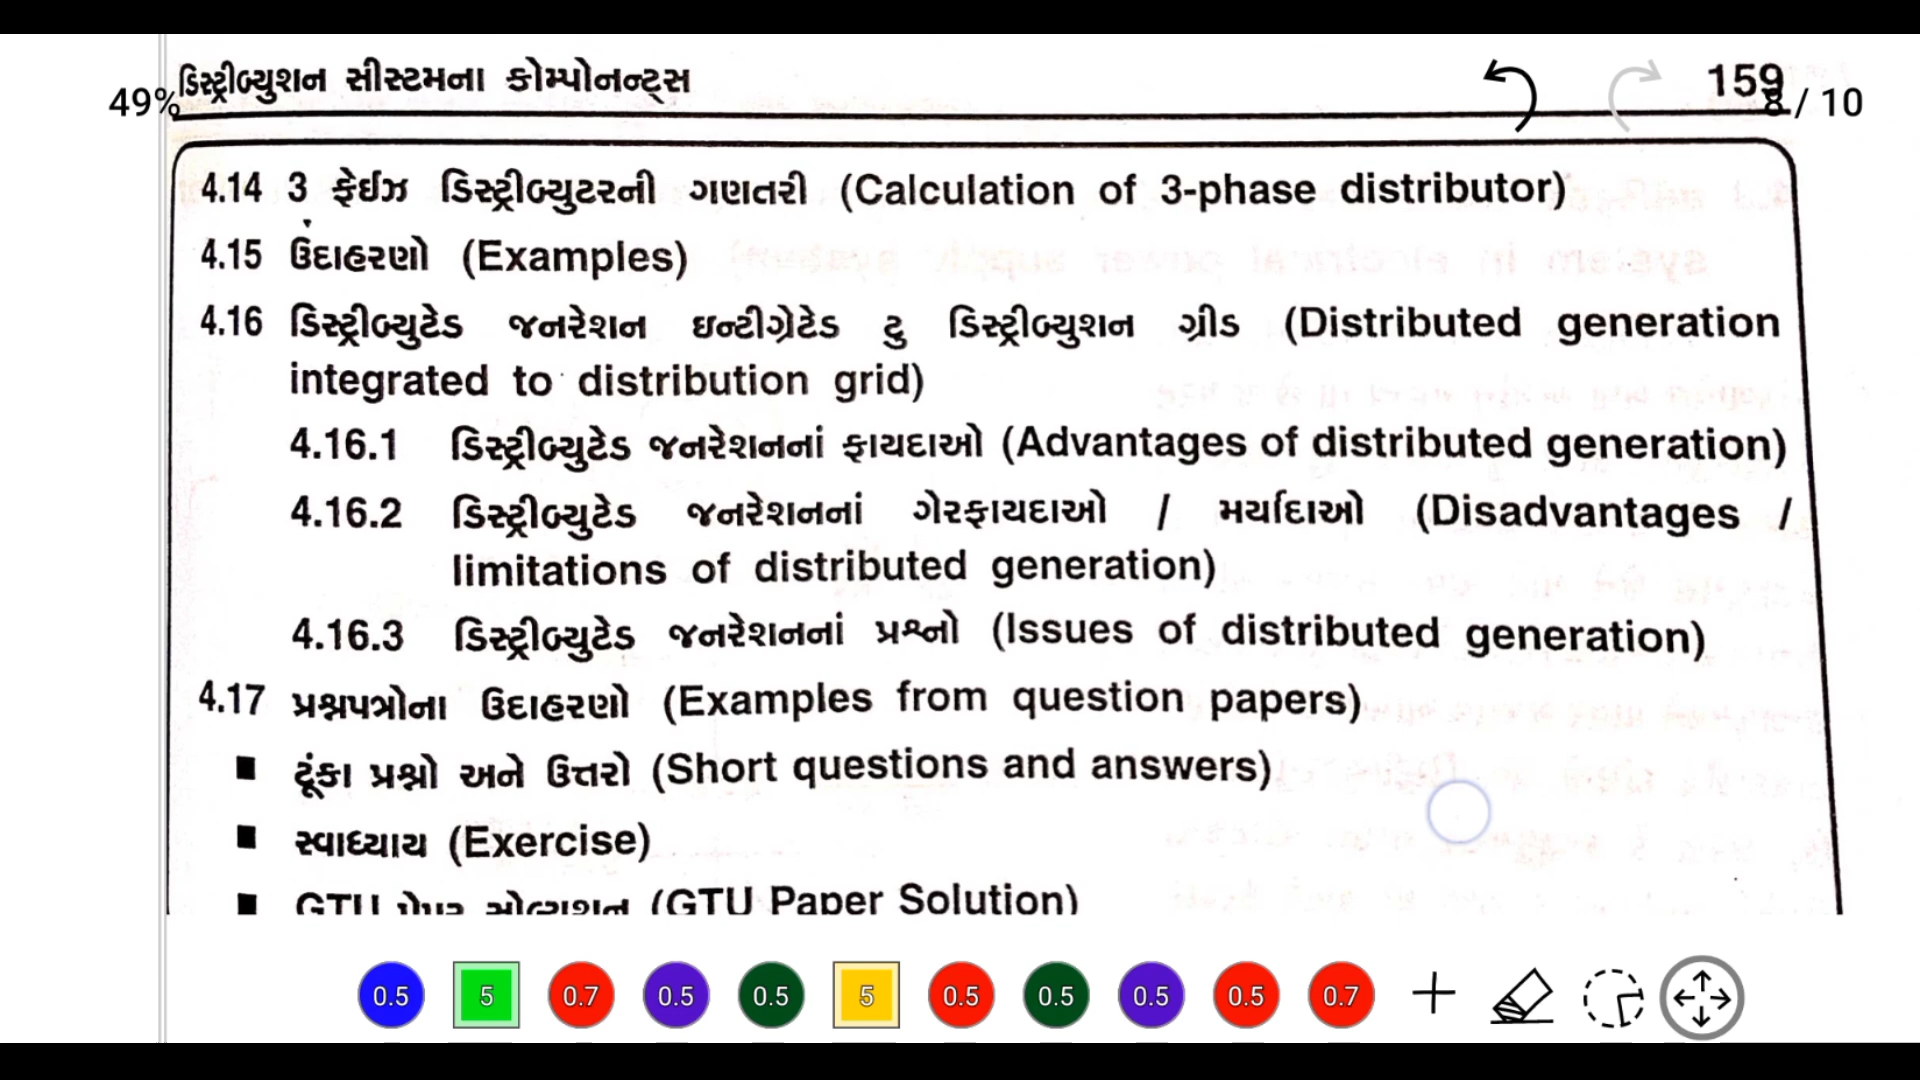 ડિસ્ટ્રીબ્યુશન સીસ્ટમના કોમ્પોનન્ટ્સ 159
49% 8 / 10
4.14 3 ફેઈઝ ડિસ્ટ્રીબ્યુટરની ગણતરી (Calculation of 3-phase distributor)
4.15 ઉદાહરણો (Examples)
4.16 ડિસ્ટ્રીબ્યુટેડ જનરેશન ઇન્ટીગ્રેટેડ ટુ ડિસ્ટ્રીબ્યુશન ગ્રીડ (Distributed generation
integrated to distribution grid)
4.16.1 ડિસ્ટ્રીબ્યુટેડ જનરેશનનાં ફાયદાઓ (Advantages of distributed generation)
4.16.2 ડિસ્ટ્રીબ્યુટેડ જનરેશનનાં ગેરફાયદાઓ / મર્યાદાઓ (Disadvantages /
limitations of distributed generation)
4.16.3 ડિસ્ટ્રીબ્યુટેડ જનરેશનનાં પ્રશ્નો (Issues of distributed generation)
4.17 પ્રશ્નપત્રોના ઉદાહરણો (Examples from question papers)
■ ટૂંકા પ્રશ્નો અને ઉત્તરો (Short questions and answers)
■ સ્વાધ્યાય (Exercise)
■ GTU પેપર સોલ્યુશન (GTU Paper Solution)
0.5 5 0.7 0.5 0.5 5 0.5 0.5 0.5 0.5 0.7